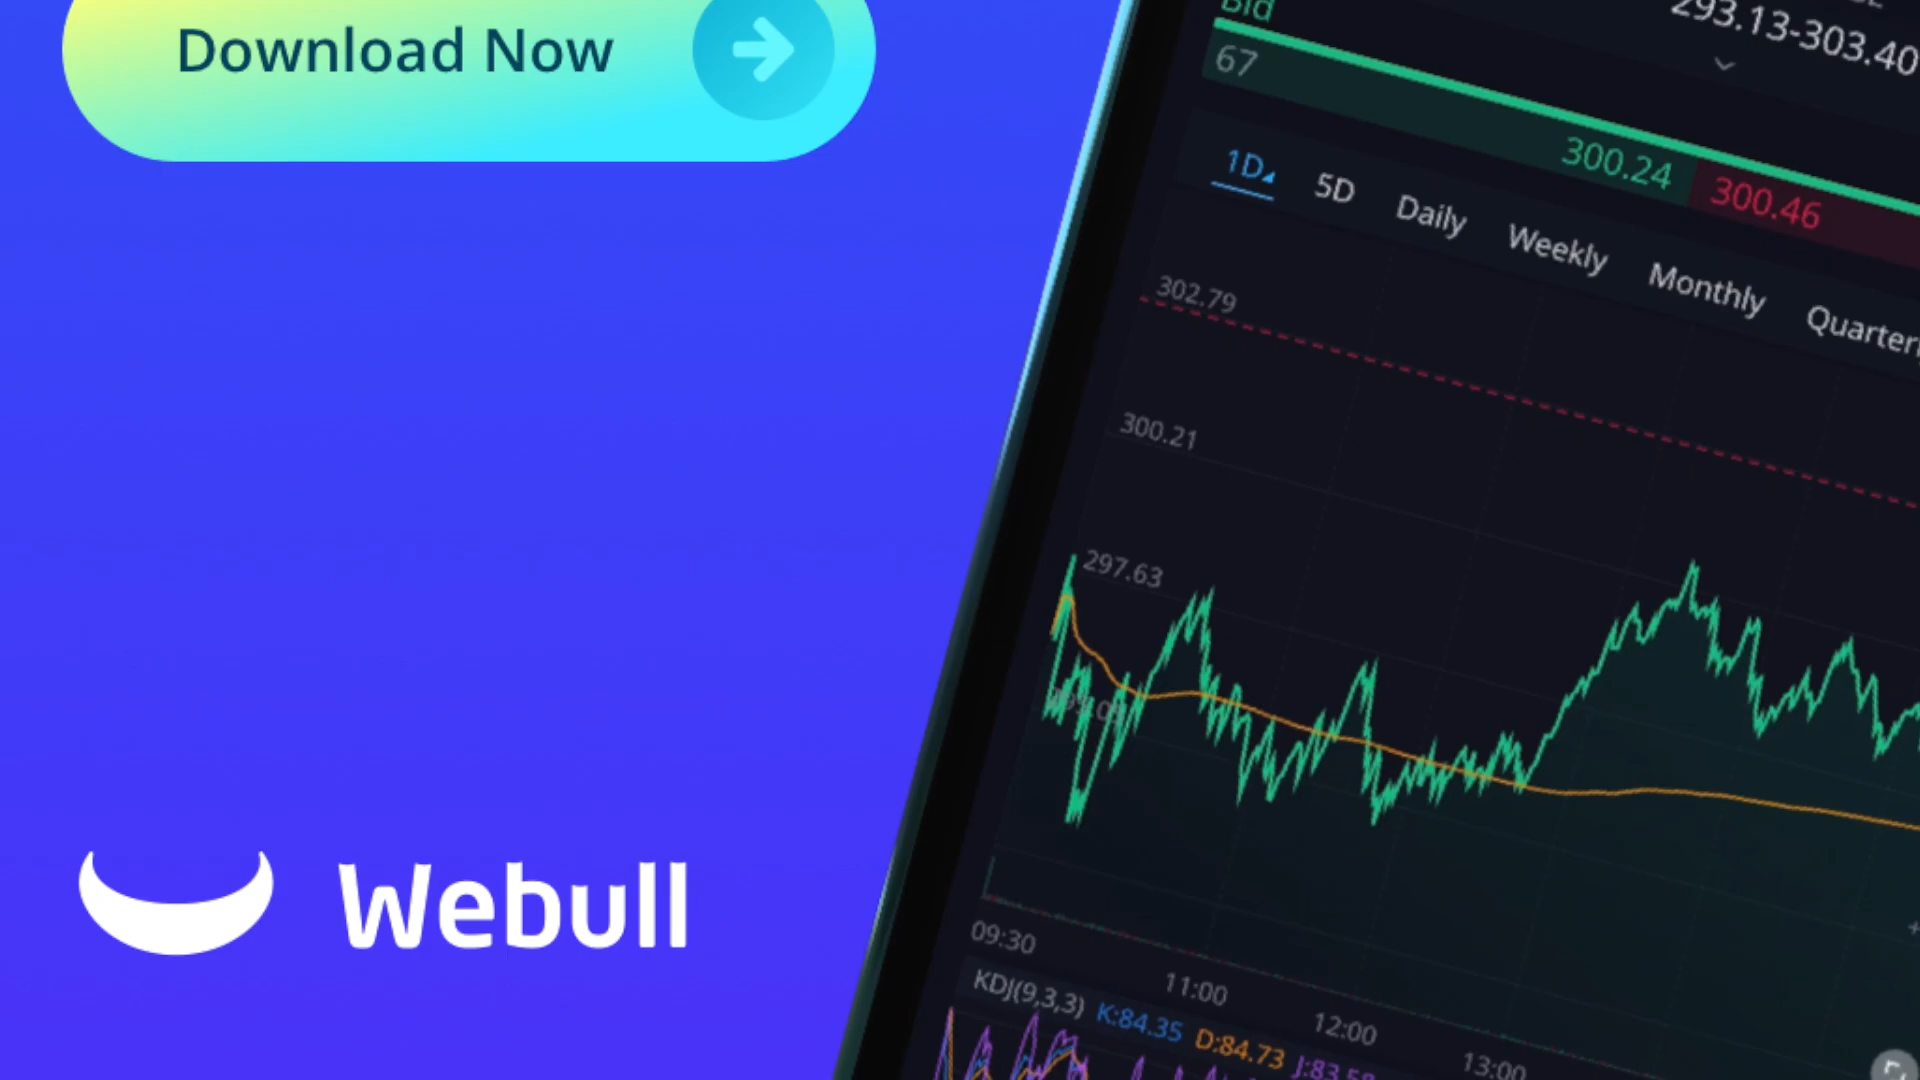 Download Now
Webull
Bid
293.13-303.40
67
300.24
300.46
1D
5D
Daily
Weekly
Monthly
302.79
300.21
297.63
09:30
11:00
12:00
13:00
KDJ(9,3,3) K:84.35 D:84.73 J:83.58